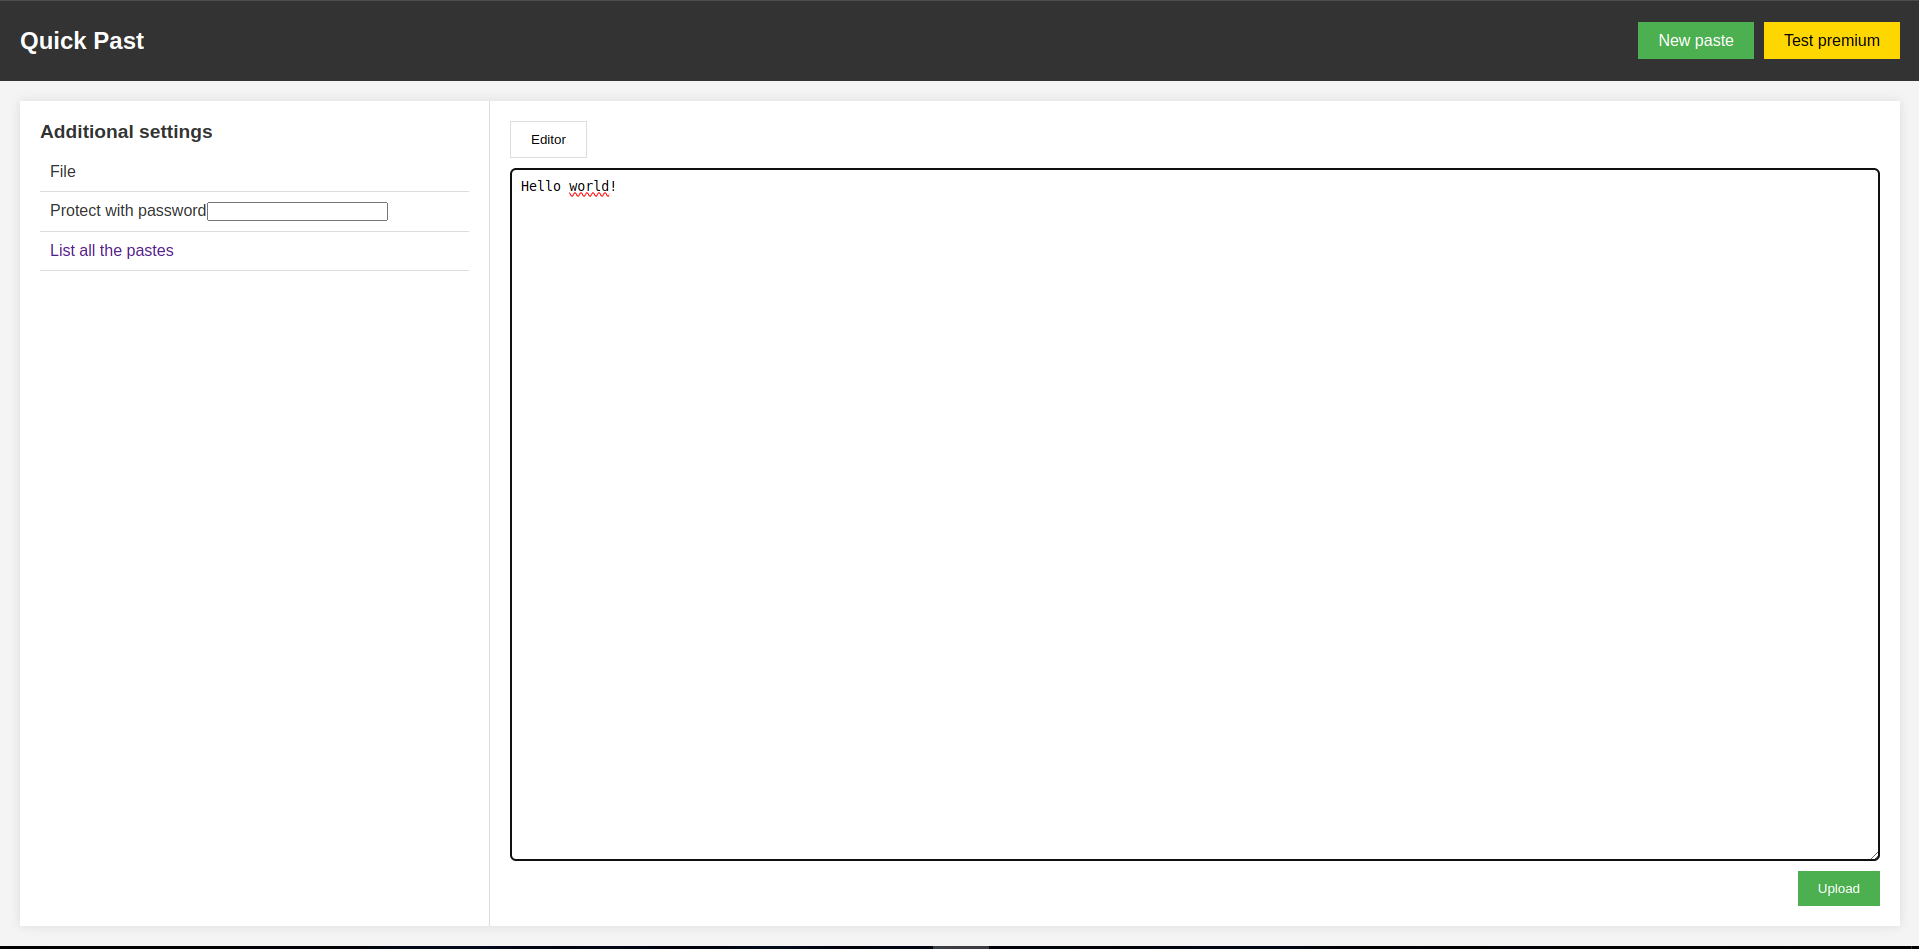 Quick Past
New paste
Test premium
Additional settings
File
Protect with password
List all the pastes
Editor
Hello world!
Upload